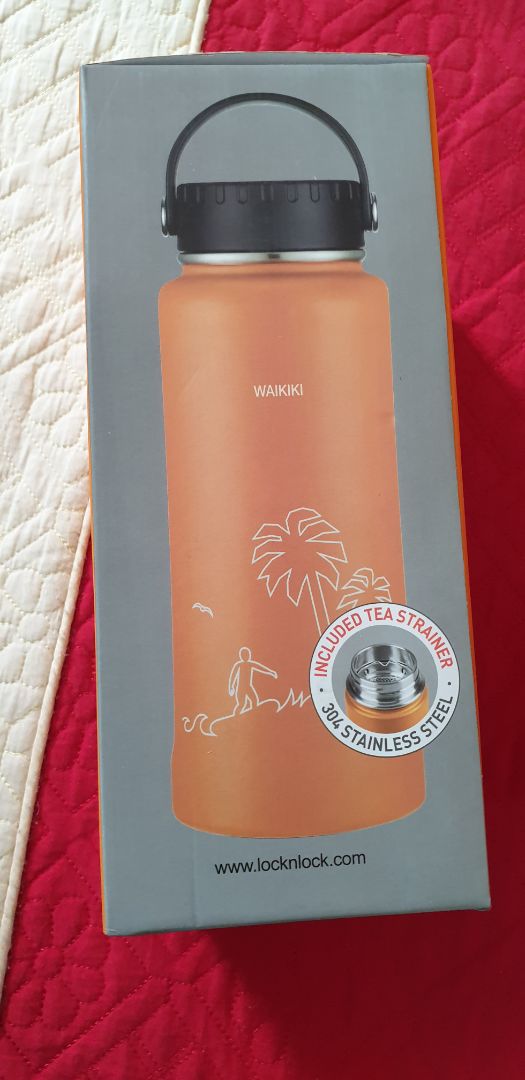 WAIKIKI
INCLUDED TEA STRAINER
304 STAINLESS STEEL
www.locknlock.com